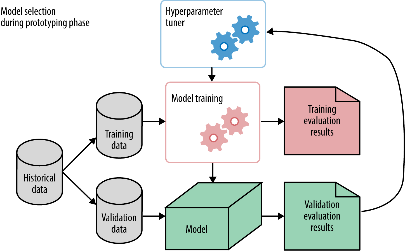 Model selection
during prototyping phase
Hyperparameter
tuner
Model training
Training
data
Training
evaluation
results
Historical
data
Validation
data
Model
Validation
evaluation
results